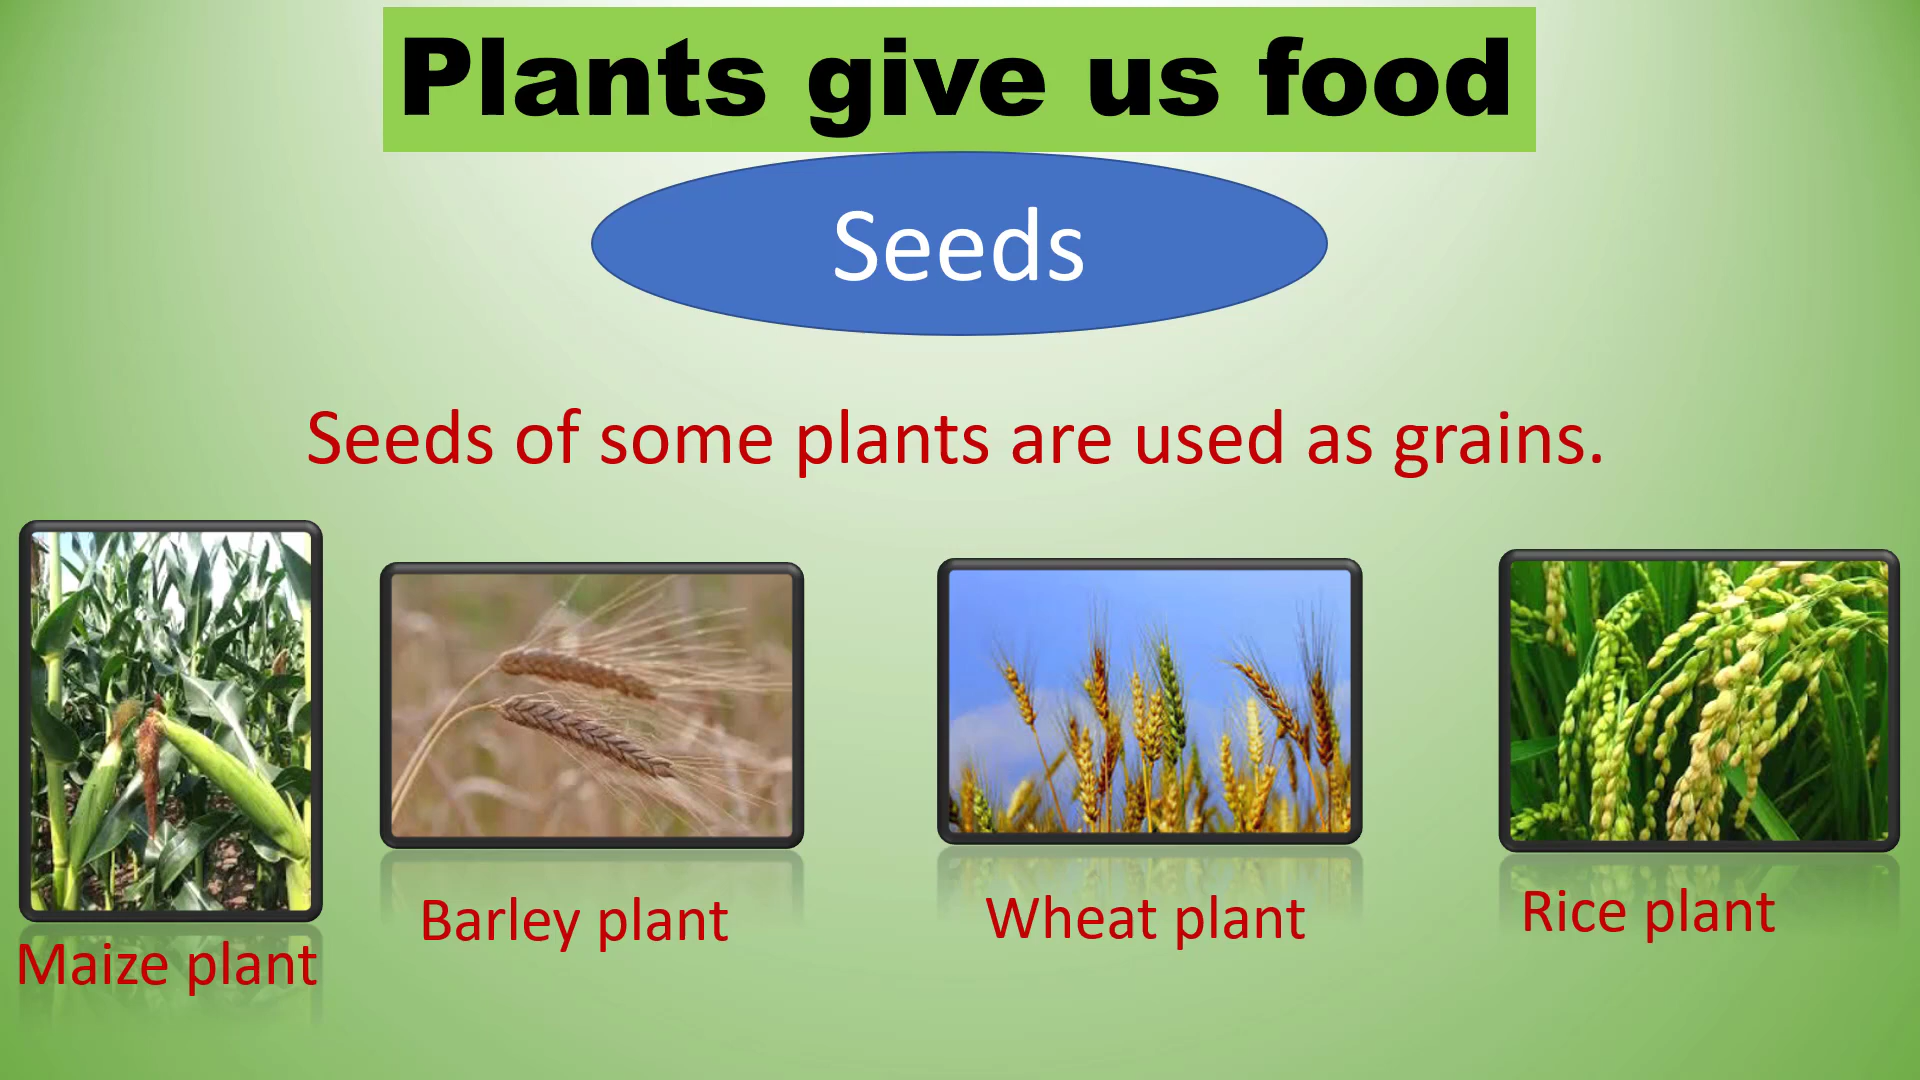 Plants give us food
Seeds
Seeds of some plants are used as grains.
Maize plant
Barley plant
Wheat plant
Rice plant